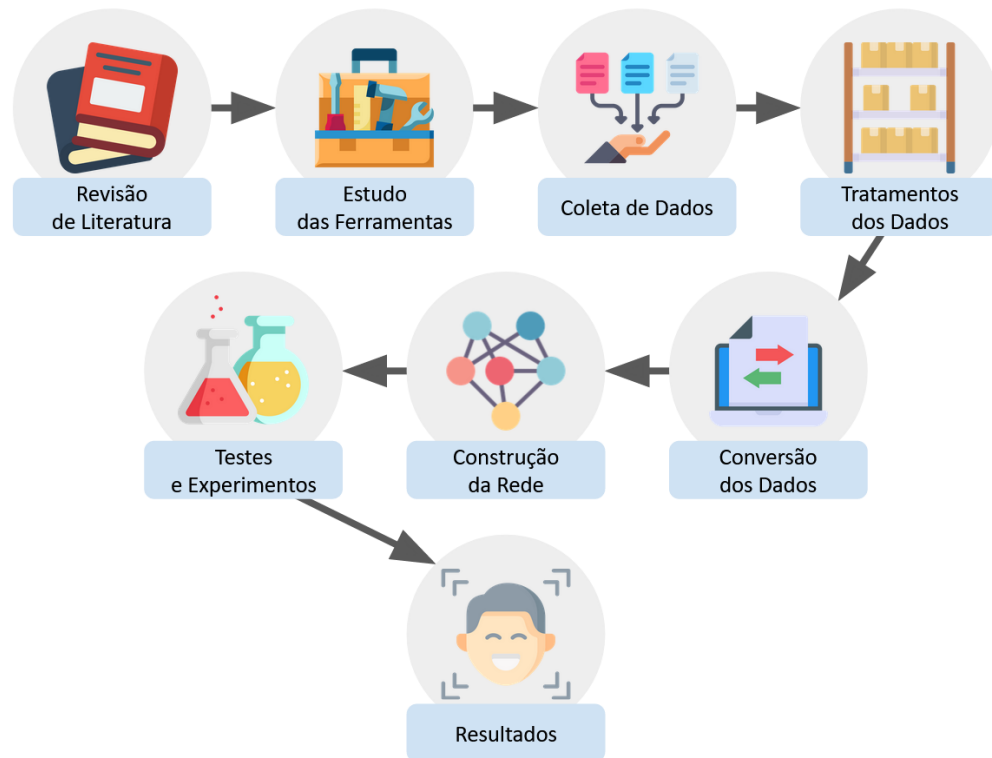 Revisão
de Literatura
Estudo
das Ferramentas
Coleta de Dados
Tratamentos
dos Dados
Testes
e Experimentos
Construção
da Rede
Conversão
dos Dados
Resultados